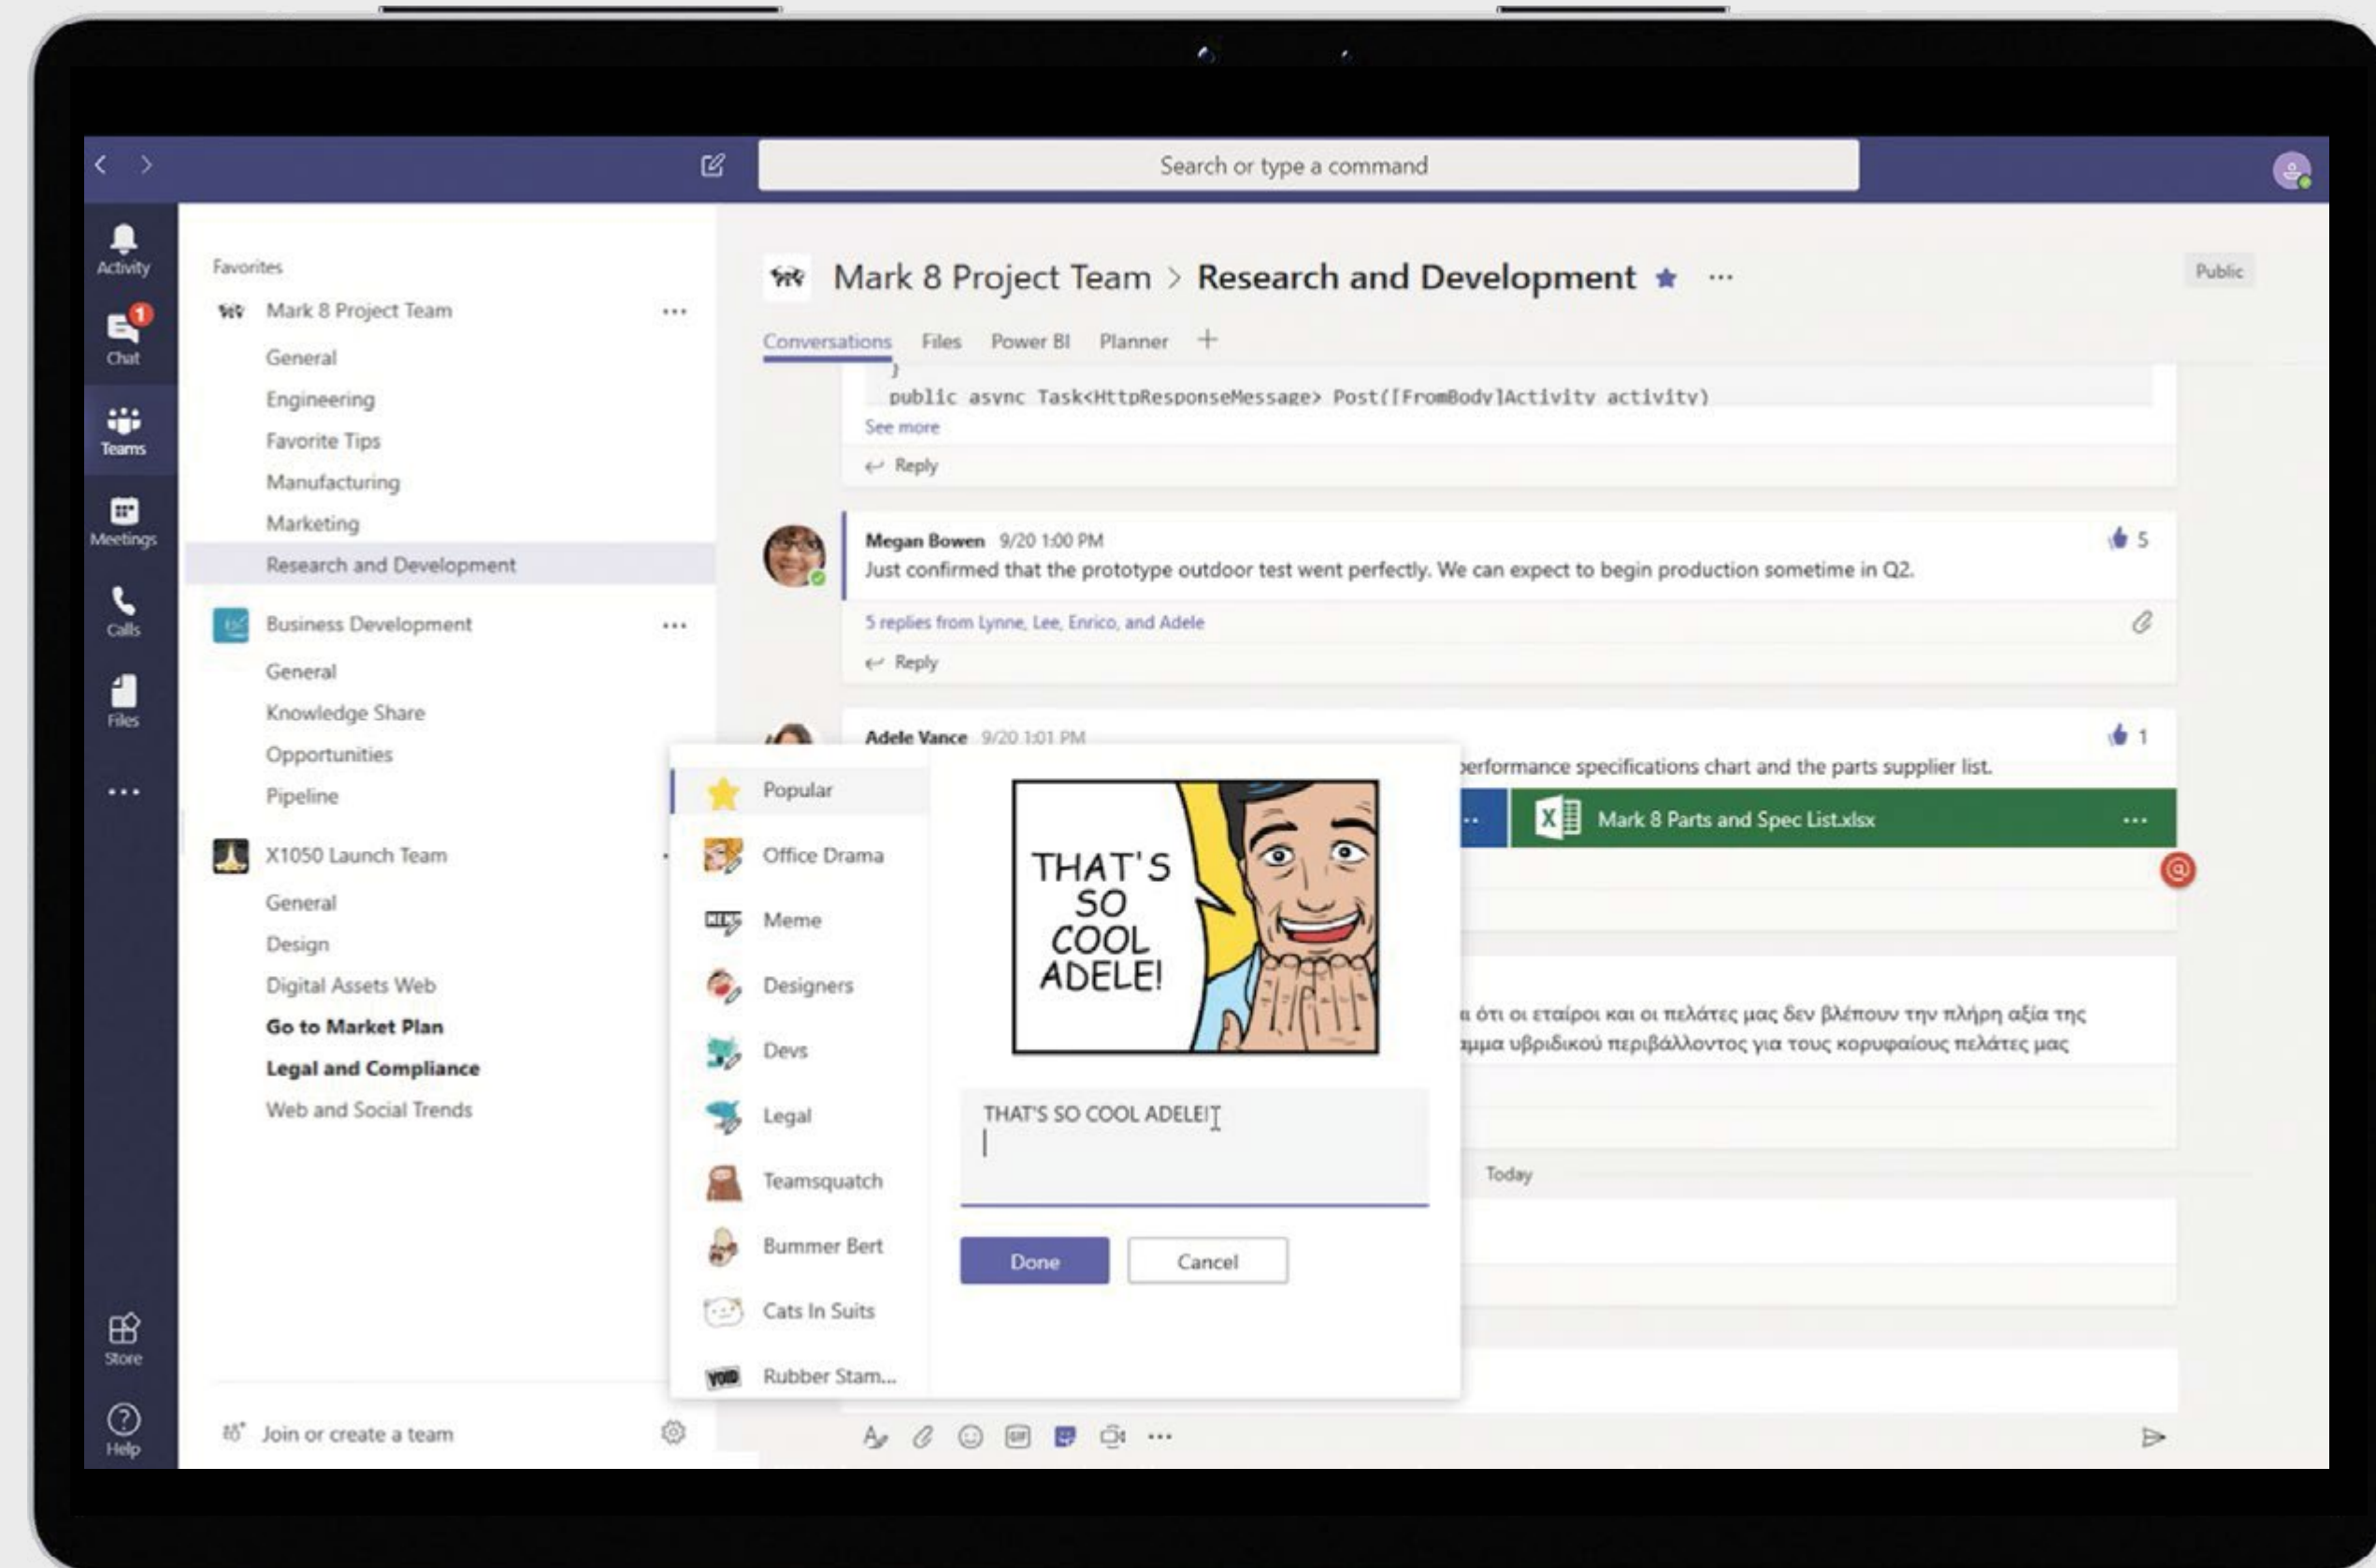 Search or type a command
Activity
Chat
1
Teams
Meetings
Calls
Files
Store
Help
Favorites
Mark 8 Project Team
General
Engineering
Favorite Tips
Manufacturing
Marketing
Research and Development
Business Development
General
Knowledge Share
Opportunities
Pipeline
X1050 Launch Team
General
Design
Digital Assets Web
Go to Market Plan
Legal and Compliance
Web and Social Trends
Join or create a team
Mark 8 Project Team > Research and Development
Public
Conversations Files Power BI Planner +
}
public async Task<HttpResponseMessage> Post([FromBody]Activity activity)
See more
Reply
Megan Bowen 9/20 1:00 PM
5
Just confirmed that the prototype outdoor test went perfectly. We can expect to begin production sometime in Q2.
5 replies from Lynne, Lee, Enrico, and Adele
Reply
Adele Vance 9/20 1:01 PM
1
performance specifications chart and the parts supplier list.
Mark 8 Parts and Spec List.xlsx
@
ότι οι εταίροι και οι πελάτες μας δεν βλέπουν την πλήρη αξία της
υβριδικού περιβάλλοντος για τους κορυφαίους πελάτες μας
Today
Popular
Office Drama
Meme
Designers
Devs
Legal
Teamsquatch
Bummer Bert
Cats In Suits
VOID
Rubber Stam...
THAT'S
SO
COOL
ADELE!
THAT'S SO COOL ADELE!
Done
Cancel
GIF